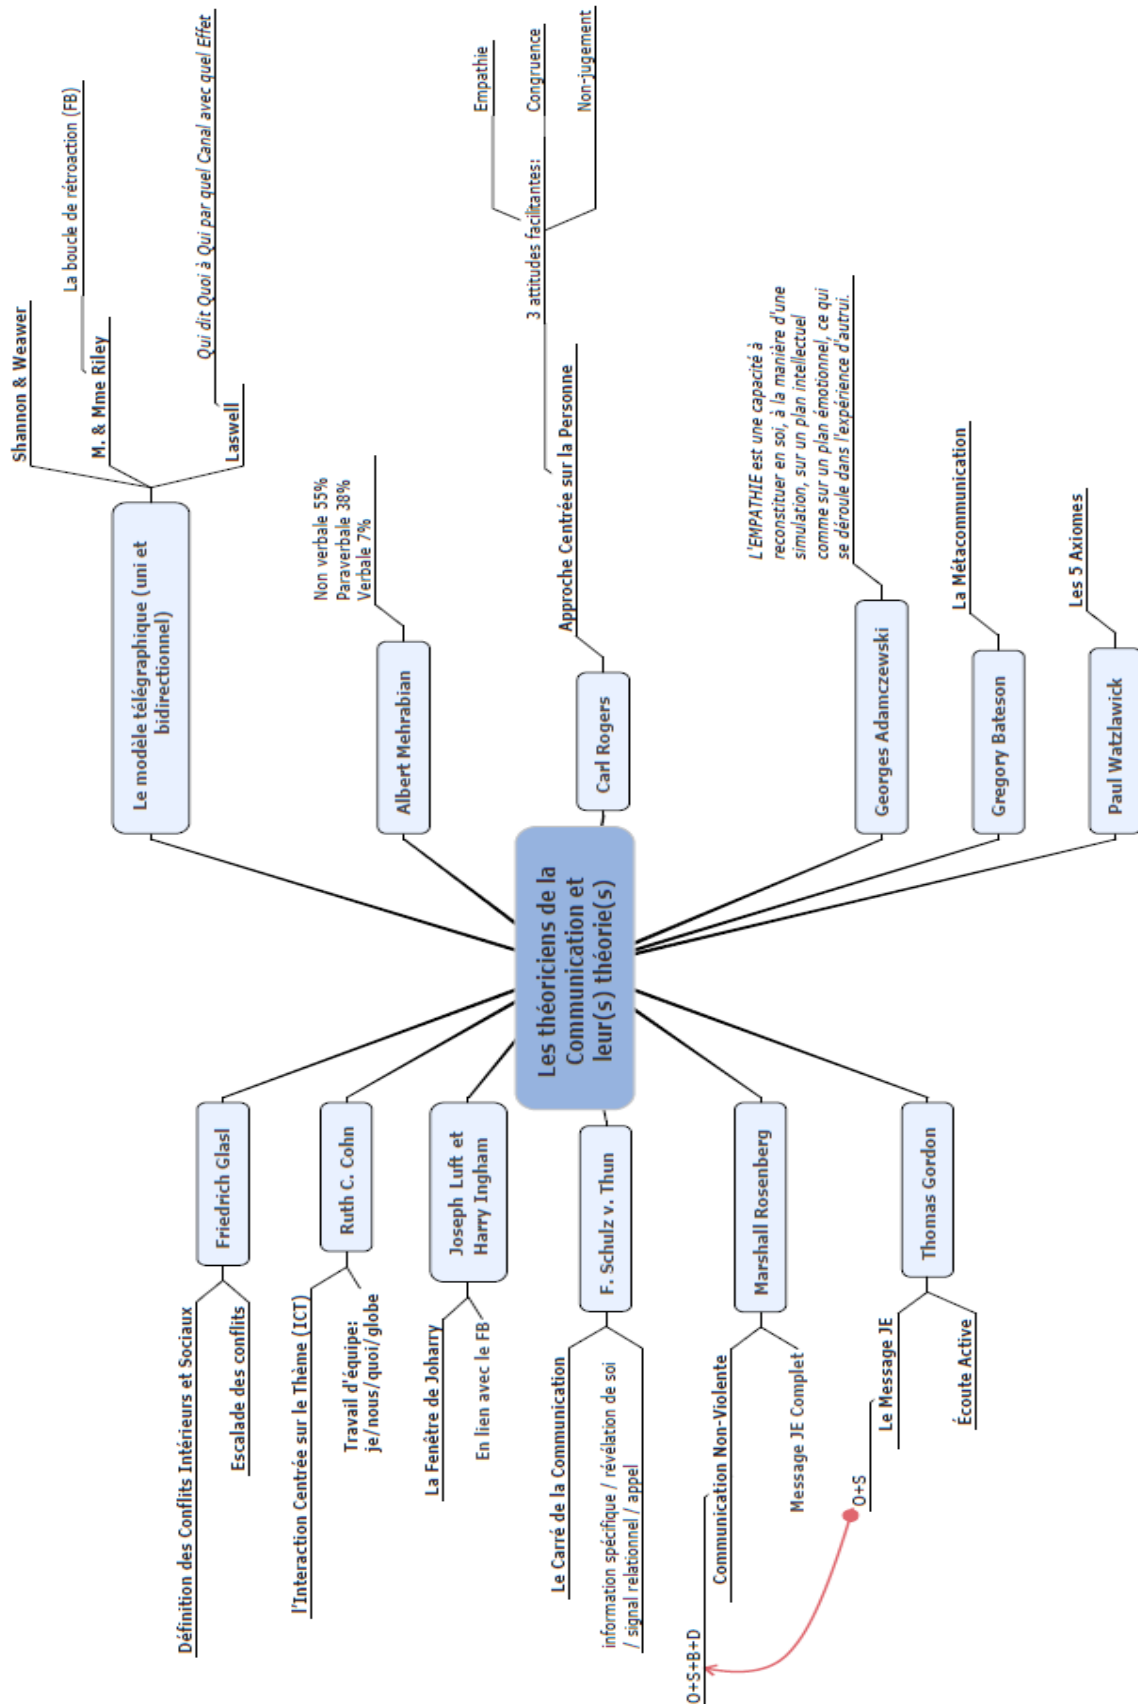 Les théoriciens de la
Communication et
leur(s) théorie(s)
Le modèle télégraphique (uni et
bidirectionnel)
Shannon & Weawer
M. & Mme Riley
La boucle de rétroaction (FB)
Laswell
Qui dit Quoi à Qui par quel Canal avec quel Effet
Albert Mehrabian
Non verbale 55%
Paraverbale 38%
Verbale 7%
Carl Rogers
Approche Centrée sur la Personne
3 attitudes facilitantes:
Empathie
Congruence
Non-jugement
Georges Adamczewski
L'EMPATHIE est une capacité à
reconstituer en soi, à la manière d'une
simulation, sur un plan intellectuel
comme sur un plan émotionnel, ce qui
se déroule dans l'expérience d'autrui.
Gregory Bateson
La Métacommunication
Paul Watzlawick
Les 5 Axiomes
Friedrich Glasl
Définition des Conflits Intérieurs et Sociaux
Escalade des conflits
Ruth C. Cohn
l'Interaction Centrée sur le Thème (ICT)
Travail d'équipe:
je/nous/quoi/globe
Joseph Luft et
Harry Ingham
La Fenêtre de Joharry
En lien avec le FB
F. Schulz v. Thun
Le Carré de la Communication
information spécifique / révélation de soi
/ signal relationnel / appel
Marshall Rosenberg
Communication Non-Violente
O+S+B+D
Message JE Complet
Thomas Gordon
Le Message JE
O+S
Écoute Active